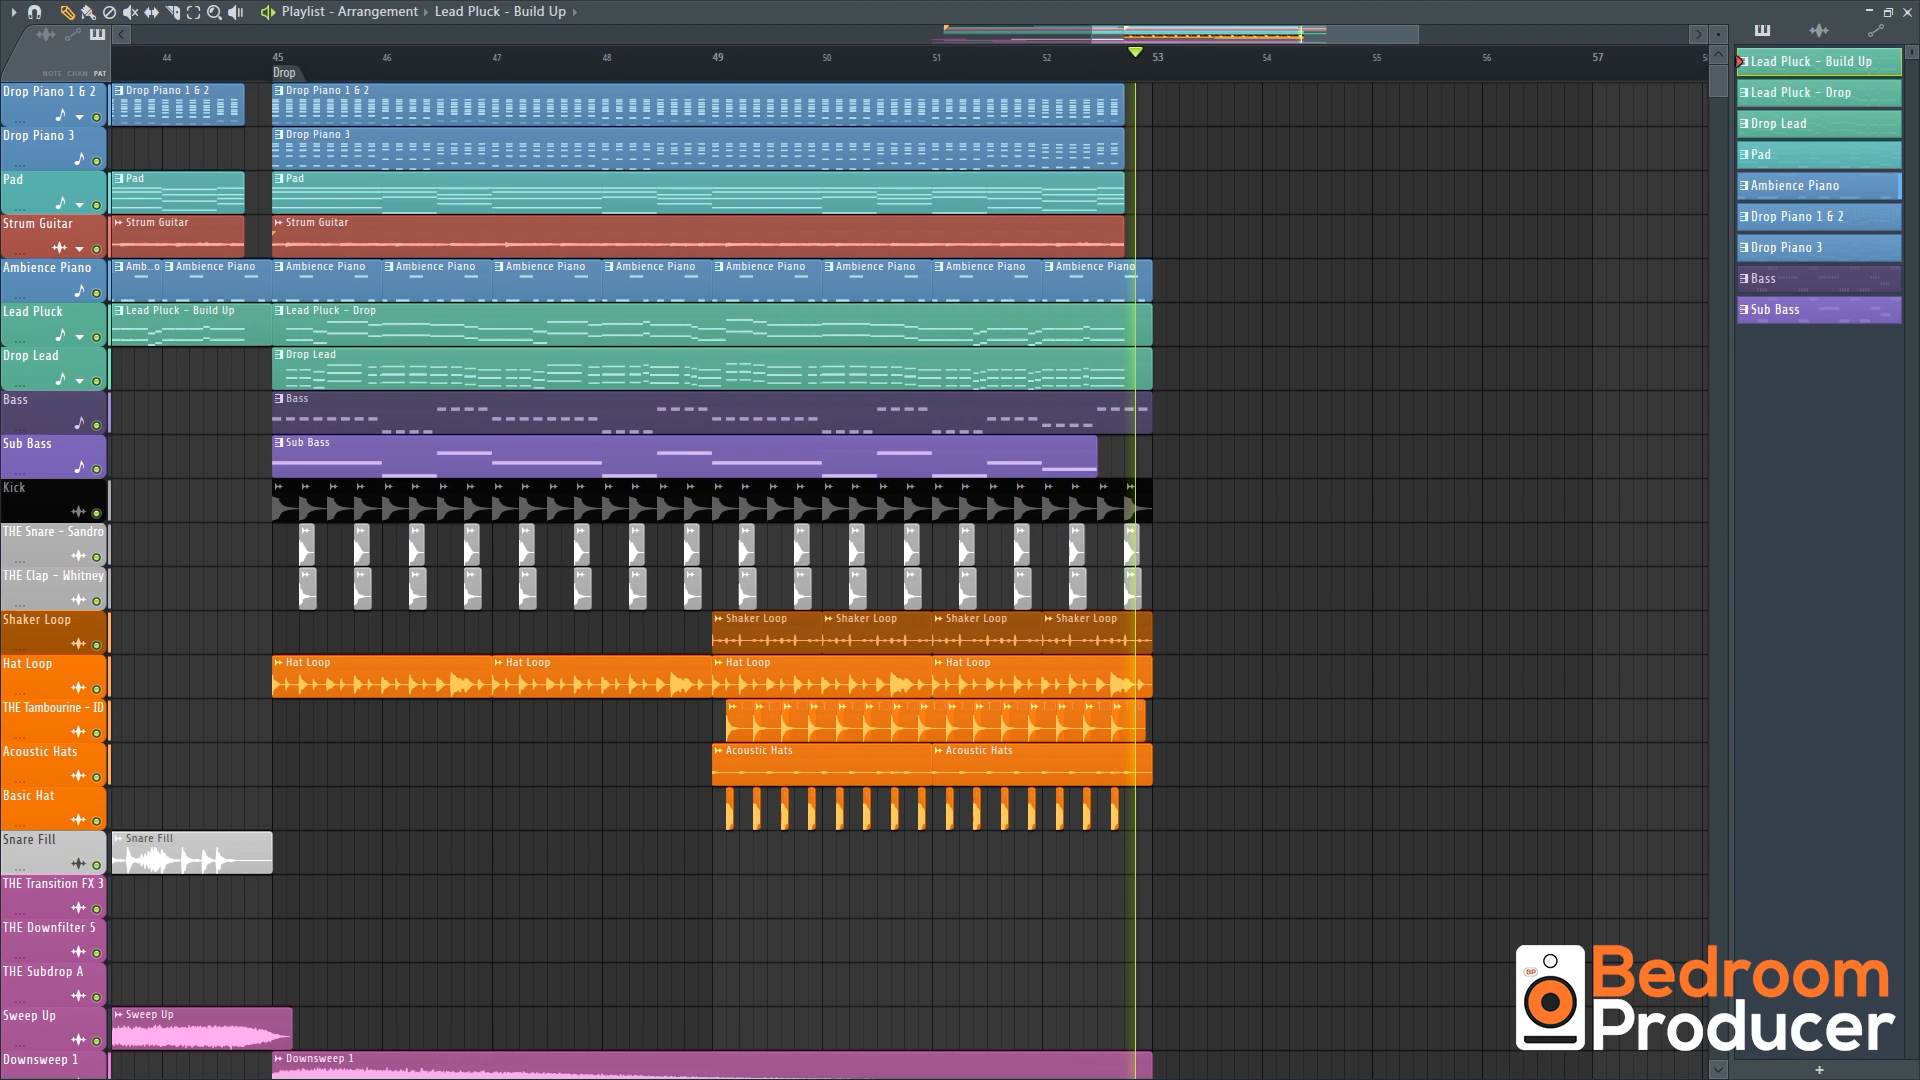 Playlist - Arrangement › Lead Pluck - Build Up ›
NOTE CHAN PAT
44 45 46 47 48 49 50 51 52 53 54 55 56 57
Drop
Drop Piano 1 & 2
Drop Piano 1 & 2
Drop Piano 1 & 2
Drop Piano 3
Drop Piano 3
Pad
Pad
Pad
Strum Guitar
Strum Guitar
Strum Guitar
Ambience Piano
Amb..o
Ambience Piano
Ambience Piano
Ambience Piano
Ambience Piano
Ambience Piano
Ambience Piano
Ambience Piano
Ambience Piano
Ambience Piano
Lead Pluck
Lead Pluck - Build Up
Lead Pluck - Drop
Drop Lead
Drop Lead
Bass
Bass
Sub Bass
Sub Bass
Kick
THE Snare - Sandro
THE Clap - Whitney
Shaker Loop
Shaker Loop
Shaker Loop
Shaker Loop
Shaker Loop
Hat Loop
Hat Loop
Hat Loop
Hat Loop
Hat Loop
THE Tambourine - ID
Acoustic Hats
Acoustic Hats
Acoustic Hats
Basic Hat
Snare Fill
Snare Fill
THE Transition FX 3
THE Downfilter 5
THE Subdrop A
Sweep Up
Sweep Up
Downsweep 1
Downsweep 1
Lead Pluck - Build Up
Lead Pluck - Drop
Drop Lead
Pad
Ambience Piano
Drop Piano 1 & 2
Drop Piano 3
Bass
Sub Bass
+
BP
Bedroom
Producer